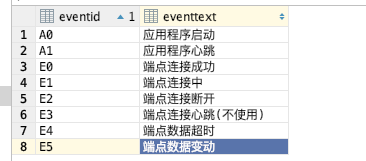 eventid 1 eventtext
1 A0 应用程序启动
2 A1 应用程序心跳
3 E0 端点连接成功
4 E1 端点连接中
5 E2 端点连接断开
6 E3 端点连接心跳(不使用)
7 E4 端点数据超时
8 E5 端点数据变动